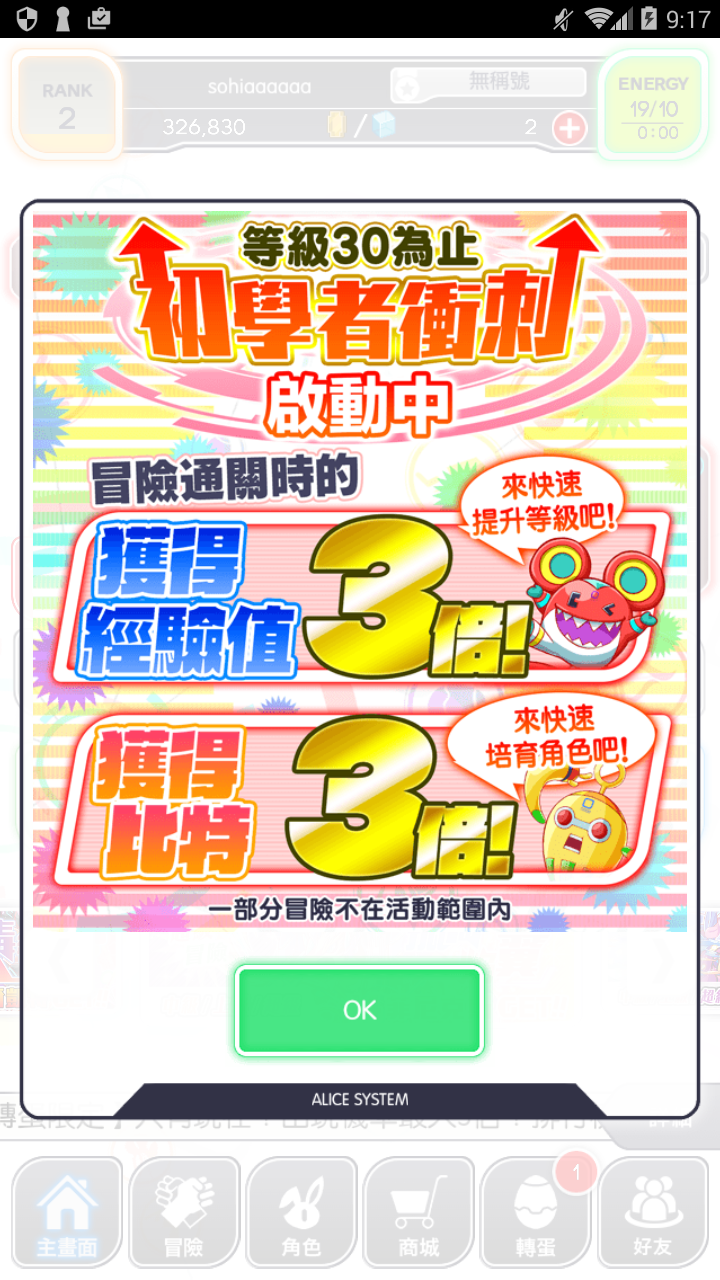 9:17
RANK
2
sohiaaaaaa
無稱號
326,830
/
2
ENERGY
19/10
0:00
等級30為止
初學者衝刺
啟動中
冒險通關時的
來快速
提升等級吧!
獲得
經驗值
3倍!
來快速
培育角色吧!
獲得
比特
3倍!
一部分冒險不在活動範圍內
OK
ALICE SYSTEM
1
主畫面
冒險
角色
商城
轉蛋
好友